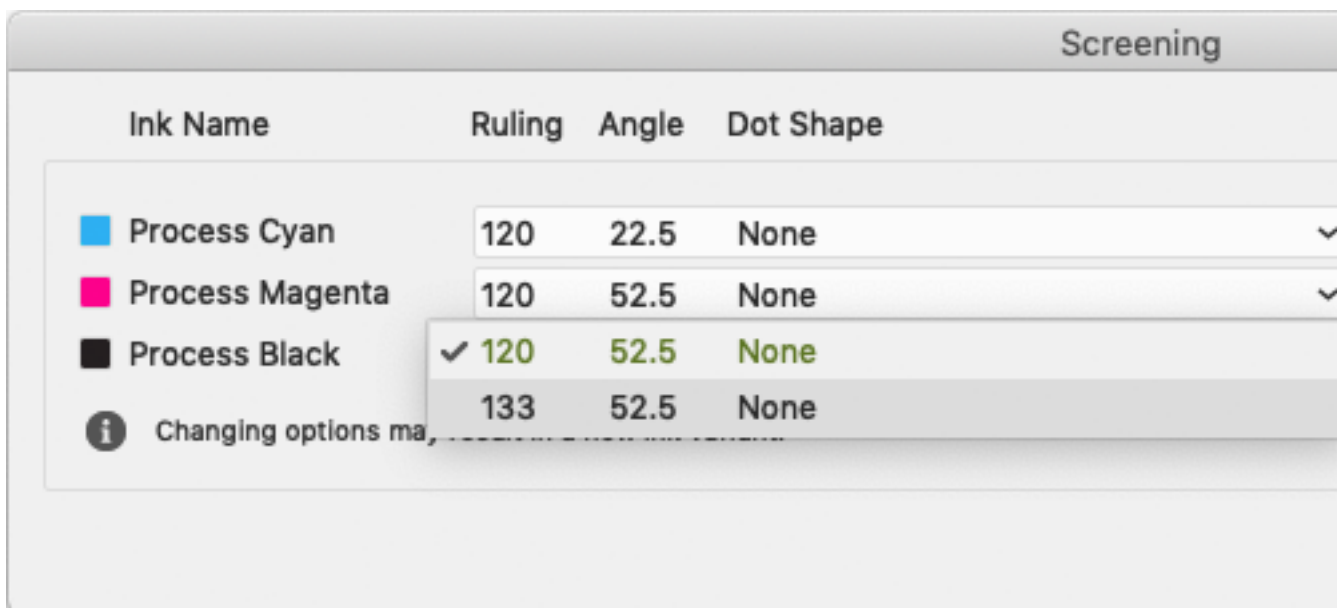 Screening
Ink Name Ruling Angle Dot Shape
Process Cyan 120 22.5 None
Process Magenta 120 52.5 None
Process Black 120 52.5 None
133 52.5 None
Changing options may